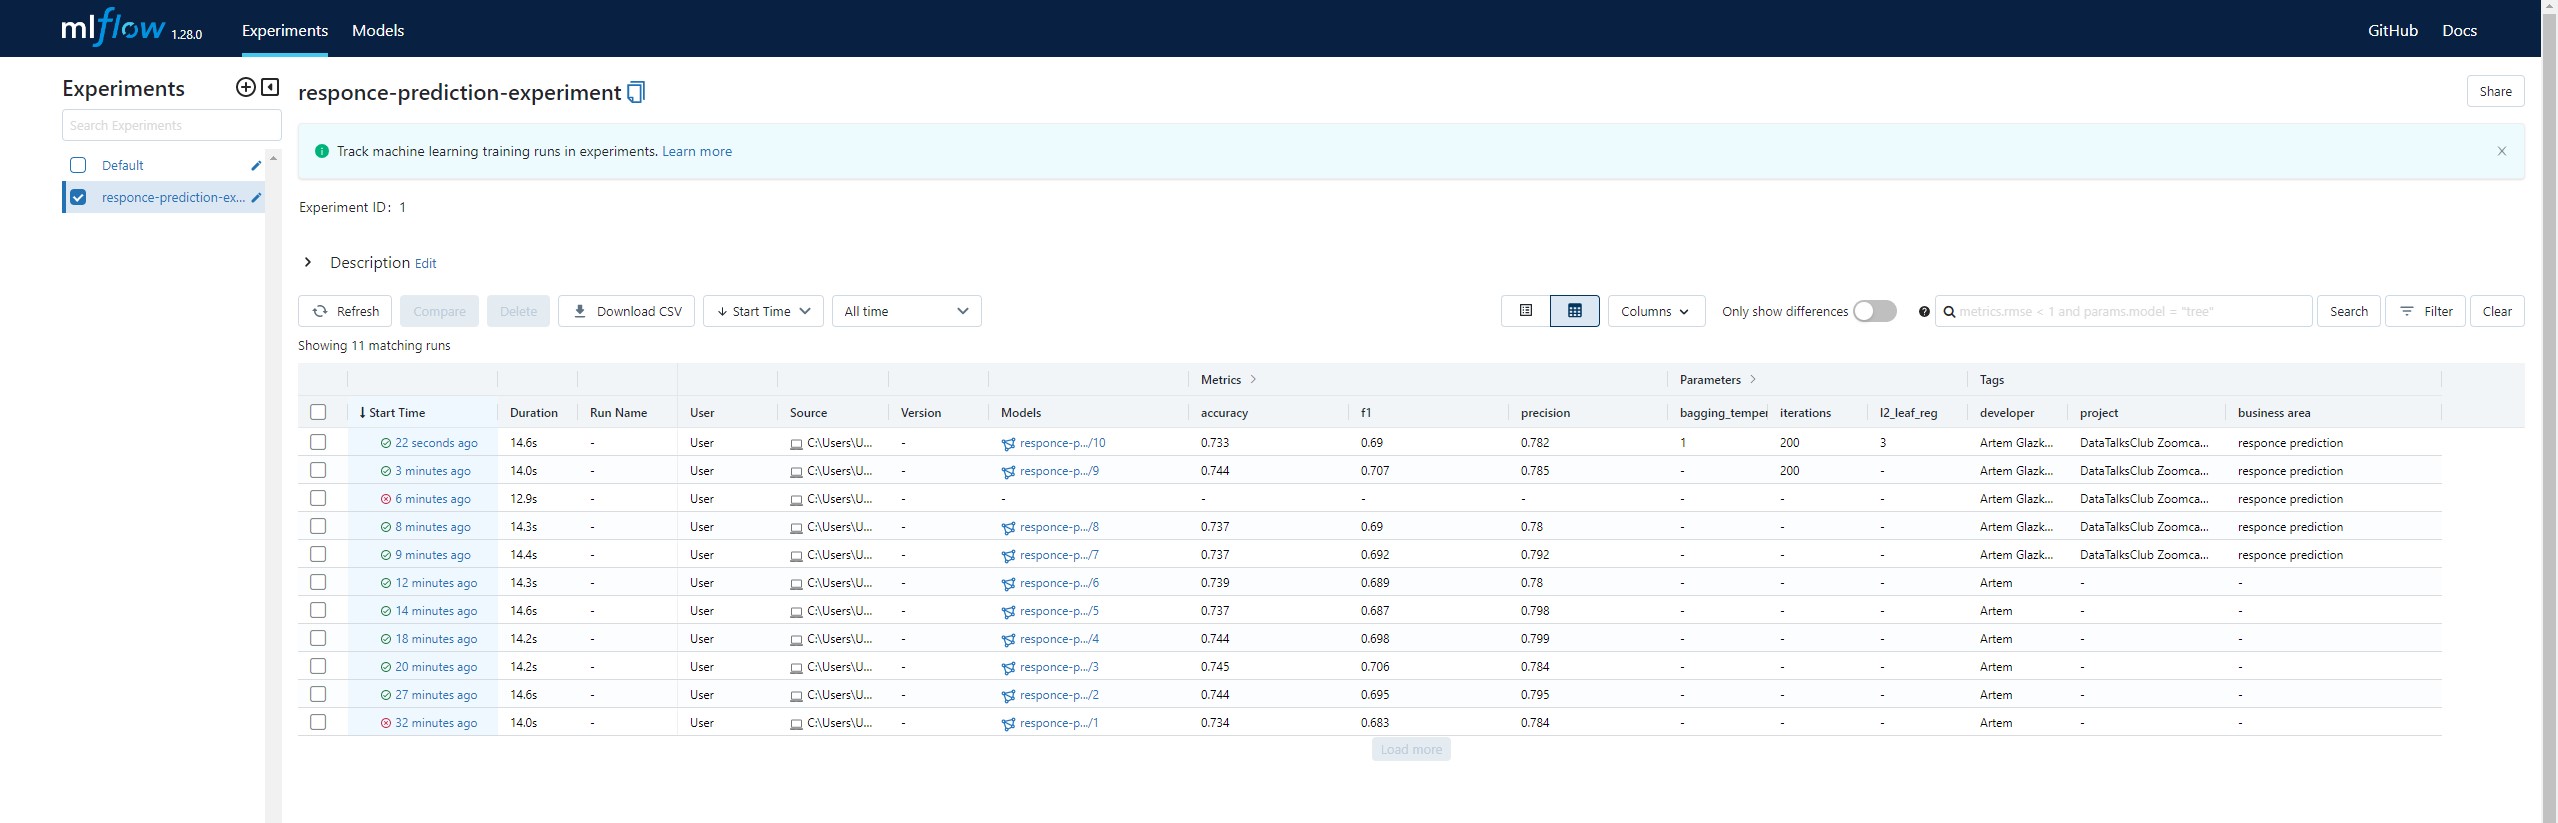 mlflow 1.28.0 Experiments Models GitHub Docs
Experiments
Search Experiments
Default
responce-prediction-ex...
responce-prediction-experiment
Share
Track machine learning training runs in experiments. Learn more
Experiment ID: 1
Description Edit
Refresh Compare Delete Download CSV Start Time All time Columns Only show differences metrics.rmse < 1 and params.model = "tree" Search Filter Clear
Showing 11 matching runs
Metrics Parameters Tags
Start Time Duration Run Name User Source Version Models accuracy f1 precision bagging_temper iterations l2_leaf_reg developer project business area
22 seconds ago 14.6s - User C:\Users\U... - responce-p.../10 0.733 0.69 0.782 1 200 3 Artem Glazk... DataTalksClub Zoomca... responce prediction
3 minutes ago 14.0s - User C:\Users\U... - responce-p.../9 0.744 0.707 0.785 - 200 - Artem Glazk... DataTalksClub Zoomca... responce prediction
6 minutes ago 12.9s - User C:\Users\U... - - - - - - - - Artem Glazk... DataTalksClub Zoomca... responce prediction
8 minutes ago 14.3s - User C:\Users\U... - responce-p.../8 0.737 0.69 0.78 - - - Artem Glazk... DataTalksClub Zoomca... responce prediction
9 minutes ago 14.4s - User C:\Users\U... - responce-p.../7 0.737 0.692 0.792 - - - Artem Glazk... DataTalksClub Zoomca... responce prediction
12 minutes ago 14.3s - User C:\Users\U... - responce-p.../6 0.739 0.689 0.78 - - - Artem - -
14 minutes ago 14.6s - User C:\Users\U... - responce-p.../5 0.737 0.687 0.798 - - - Artem - -
18 minutes ago 14.2s - User C:\Users\U... - responce-p.../4 0.744 0.698 0.799 - - - Artem - -
20 minutes ago 14.2s - User C:\Users\U... - responce-p.../3 0.745 0.706 0.784 - - - Artem - -
27 minutes ago 14.6s - User C:\Users\U... - responce-p.../2 0.744 0.695 0.795 - - - Artem - -
32 minutes ago 14.0s - User C:\Users\U... - responce-p.../1 0.734 0.683 0.784 - - - Artem - -
Load more